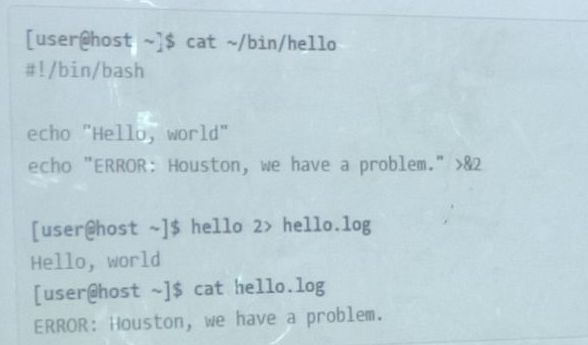 [user@host ~]$ cat ~/bin/hello
#!/bin/bash
echo "Hello, world"
echo "ERROR: Houston, we have a problem." >&2
[user@host ~]$ hello 2> hello.log
Hello, world
[user@host ~]$ cat hello.log
ERROR: Houston, we have a problem.